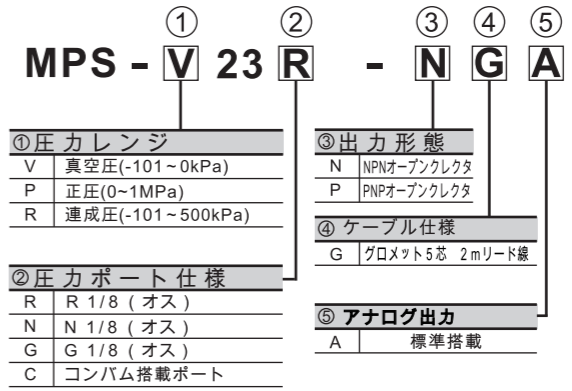 ① ② ③ ④ ⑤
MPS - V 23 R - N G A
①圧力レンジ
V 真空圧(-101~0kPa)
P 正圧(0~1MPa)
R 連成圧(-101~500kPa)
②圧力ポート仕様
R R 1/8 (オス)
N N 1/8 (オス)
G G 1/8 (オス)
C コンバム搭載ポート
③出力形態
N NPNオープンクレクタ
P PNPオープンクレクタ
④ ケーブル仕様
G グロメット5芯 2mリード線
⑤ アナログ出力
A 標準搭載